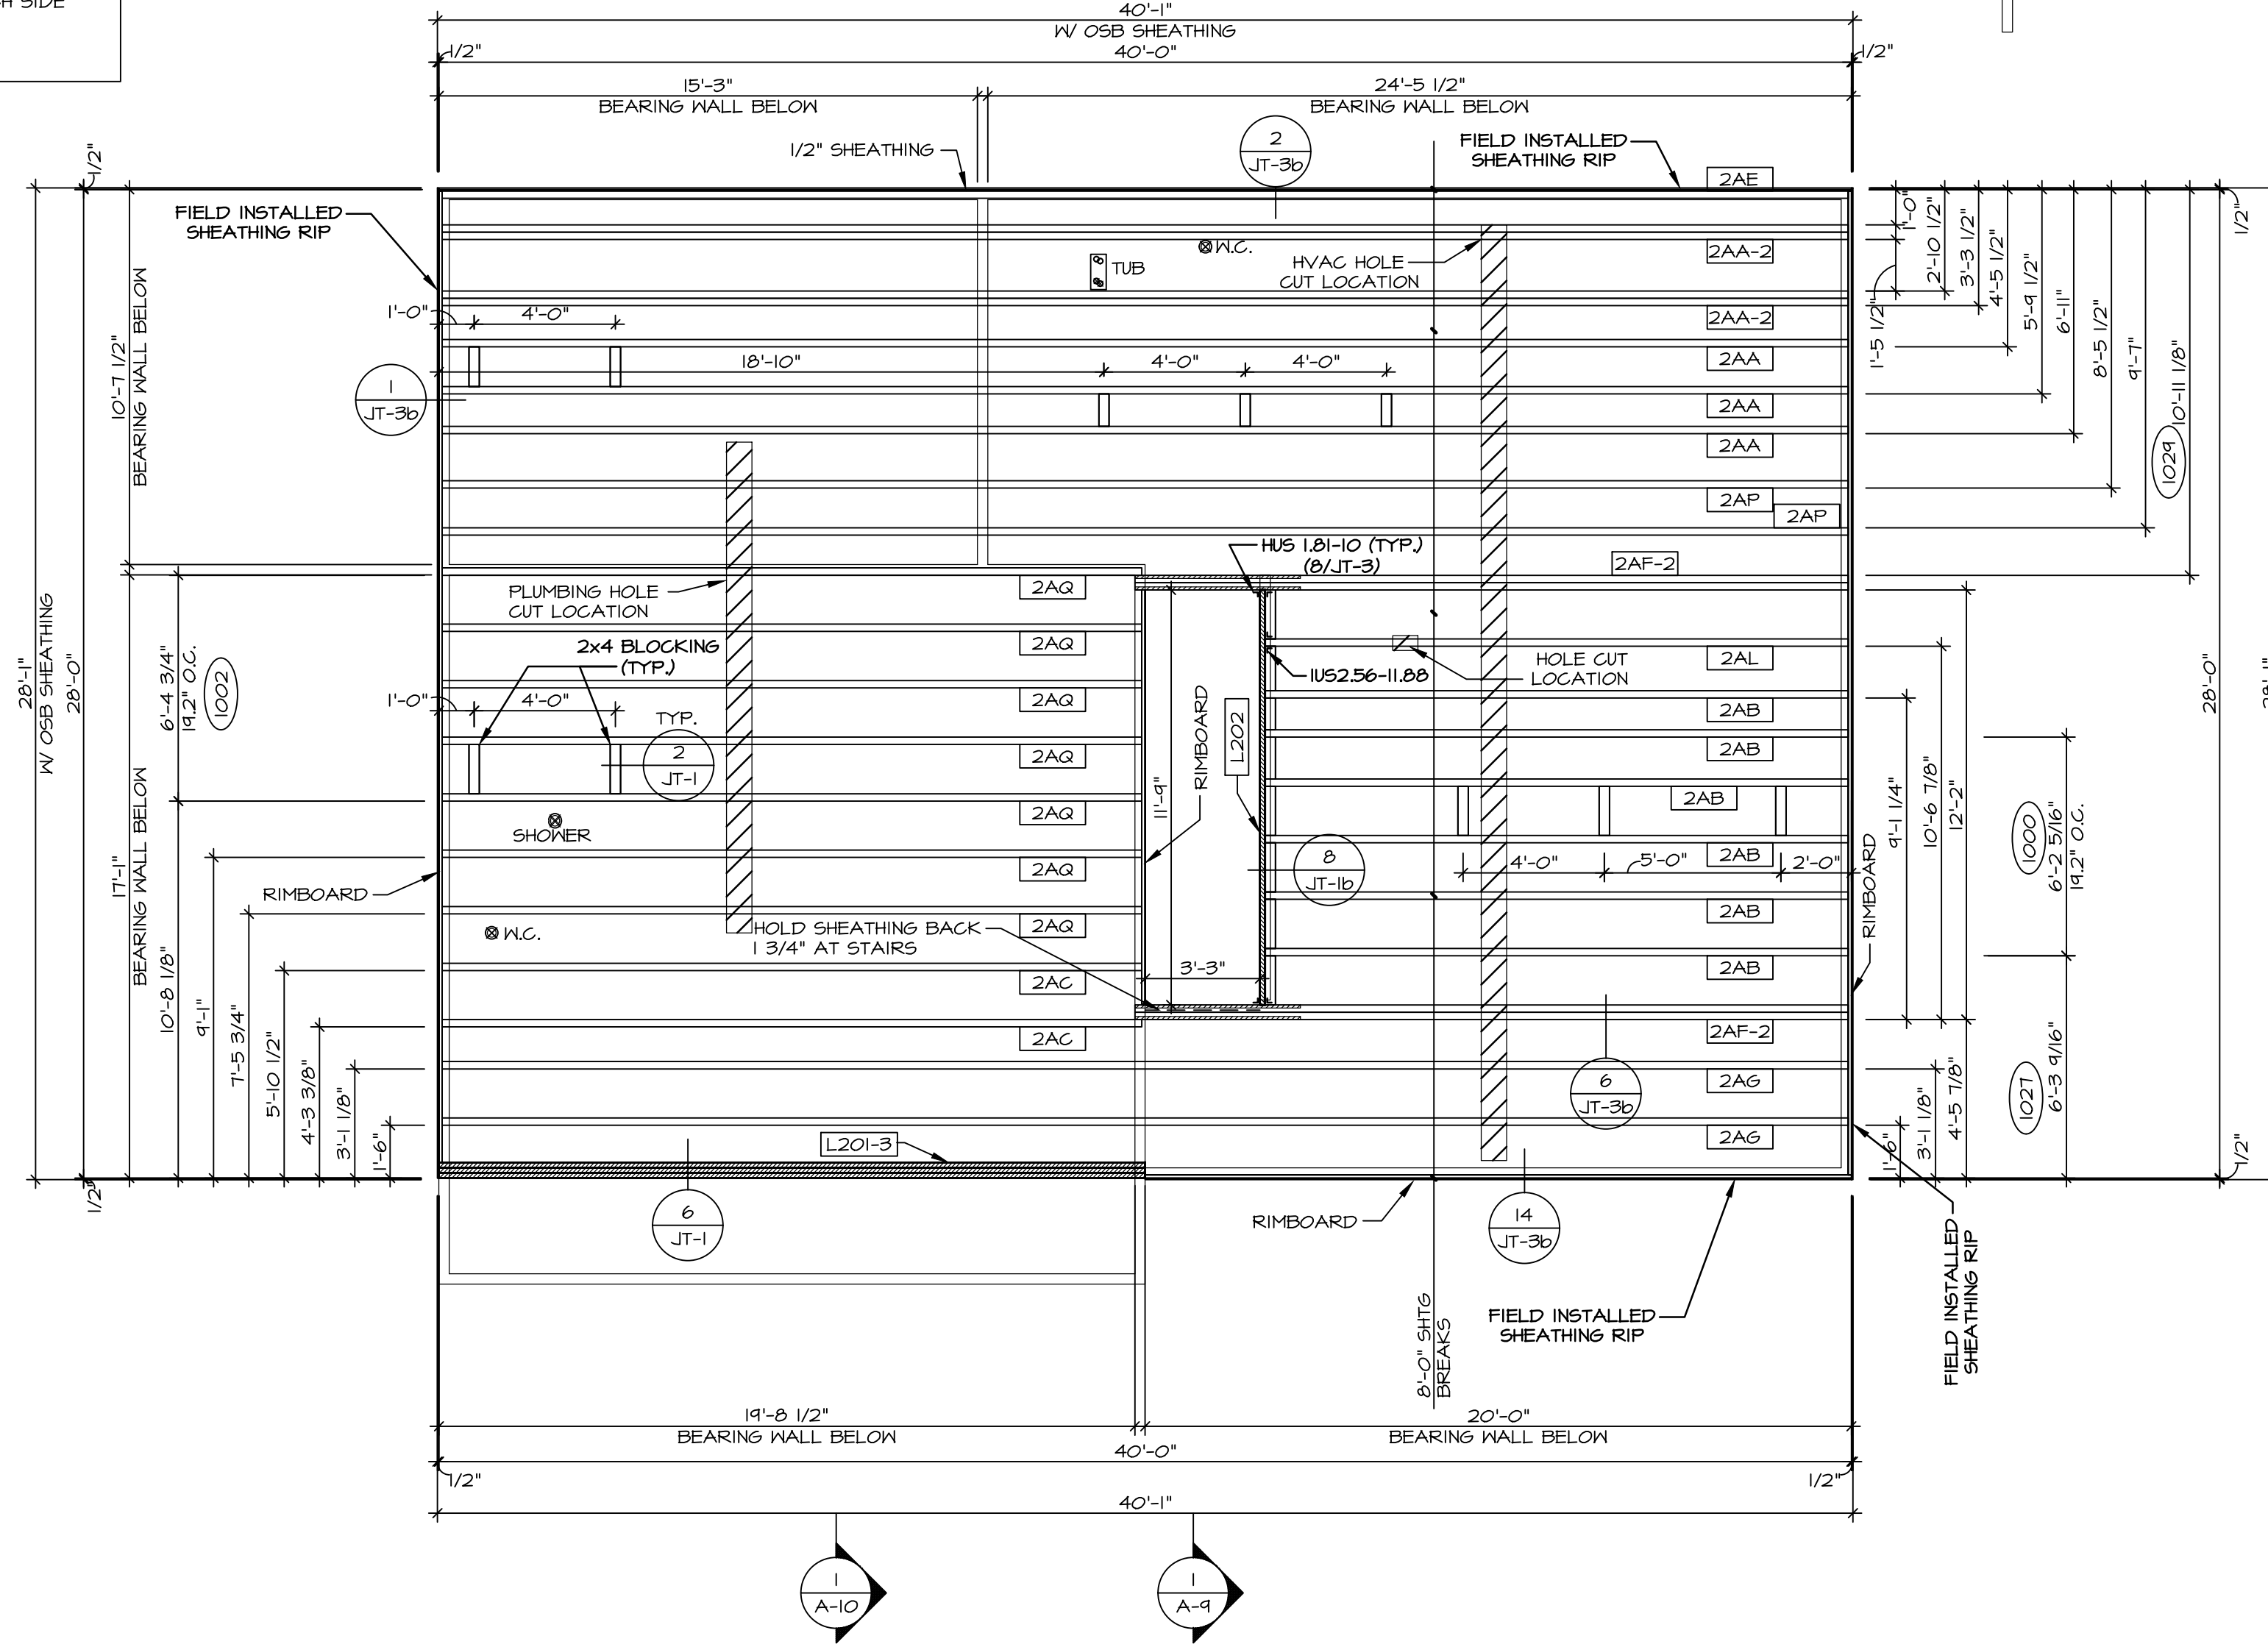 H SIDE
40'-1"
W/ OSB SHEATHING
1/2"
40'-0"
1/2"
15'-3"
BEARING WALL BELOW
24'-5 1/2"
BEARING WALL BELOW
1/2" SHEATHING
2
JT-3b
FIELD INSTALLED
SHEATHING RIP
2AE
1/2"
FIELD INSTALLED
SHEATHING RIP
W.C.
TUB
HVAC HOLE
CUT LOCATION
2AA-2
2AA-2
2AA
2AA
2AA
2AP
2AP
1'-0"
4'-0"
18'-10"
4'-0"
4'-0"
1
JT-3b
10'-7 1/2"
BEARING WALL BELOW
1'-0"
1'-5 1/2"
2'-10 1/2"
3'-3 1/2"
4'-5 1/2"
5'-9 1/2"
6'-11"
8'-5 1/2"
9'-7"
10'-11 1/8"
1029
1/2"
HUS 1.81-10 (TYP.)
(8/JT-3)
2AF-2
PLUMBING HOLE
CUT LOCATION
2AQ
2AQ
2AQ
2AQ
2AQ
2AQ
2AQ
2AC
2AC
2x4 BLOCKING
(TYP.)
1'-0"
4'-0"
TYP.
2
JT-1
SHOWER
W.C.
RIMBOARD
HOLD SHEATHING BACK
1 3/4" AT STAIRS
RIMBOARD
L202
11'-9"
3'-3"
IUS2.56-11.88
HOLE CUT
LOCATION
2AL
2AB
2AB
2AB
2AB
2AB
2AB
4'-0"
5'-0"
2'-0"
8
JT-1b
2AF-2
2AG
2AG
6
JT-3b
28'-1"
W/ OSB SHEATHING
28'-0"
6'-4 3/4"
19.2" O.C.
1002
17'-1"
BEARING WALL BELOW
10'-8 1/8"
9'-1"
7'-5 3/4"
5'-10 1/2"
4'-3 3/8"
3'-1 1/8"
1'-6"
1/2"
RIMBOARD
9'-1 1/4"
10'-6 7/8"
12'-2"
1000
6'-2 5/16"
19.2" O.C.
28'-0"
28'-1"
1'-6"
3'-1 1/8"
4'-5 7/8"
1027
6'-3 9/16"
1/2"
L201-3
6
JT-1
RIMBOARD
14
JT-3b
FIELD INSTALLED
SHEATHING RIP
FIELD INSTALLED
SHEATHING RIP
8'-0" SHTG
BREAKS
19'-8 1/2"
BEARING WALL BELOW
20'-0"
BEARING WALL BELOW
40'-0"
1/2"
1/2"
40'-1"
1
A-10
1
A-9